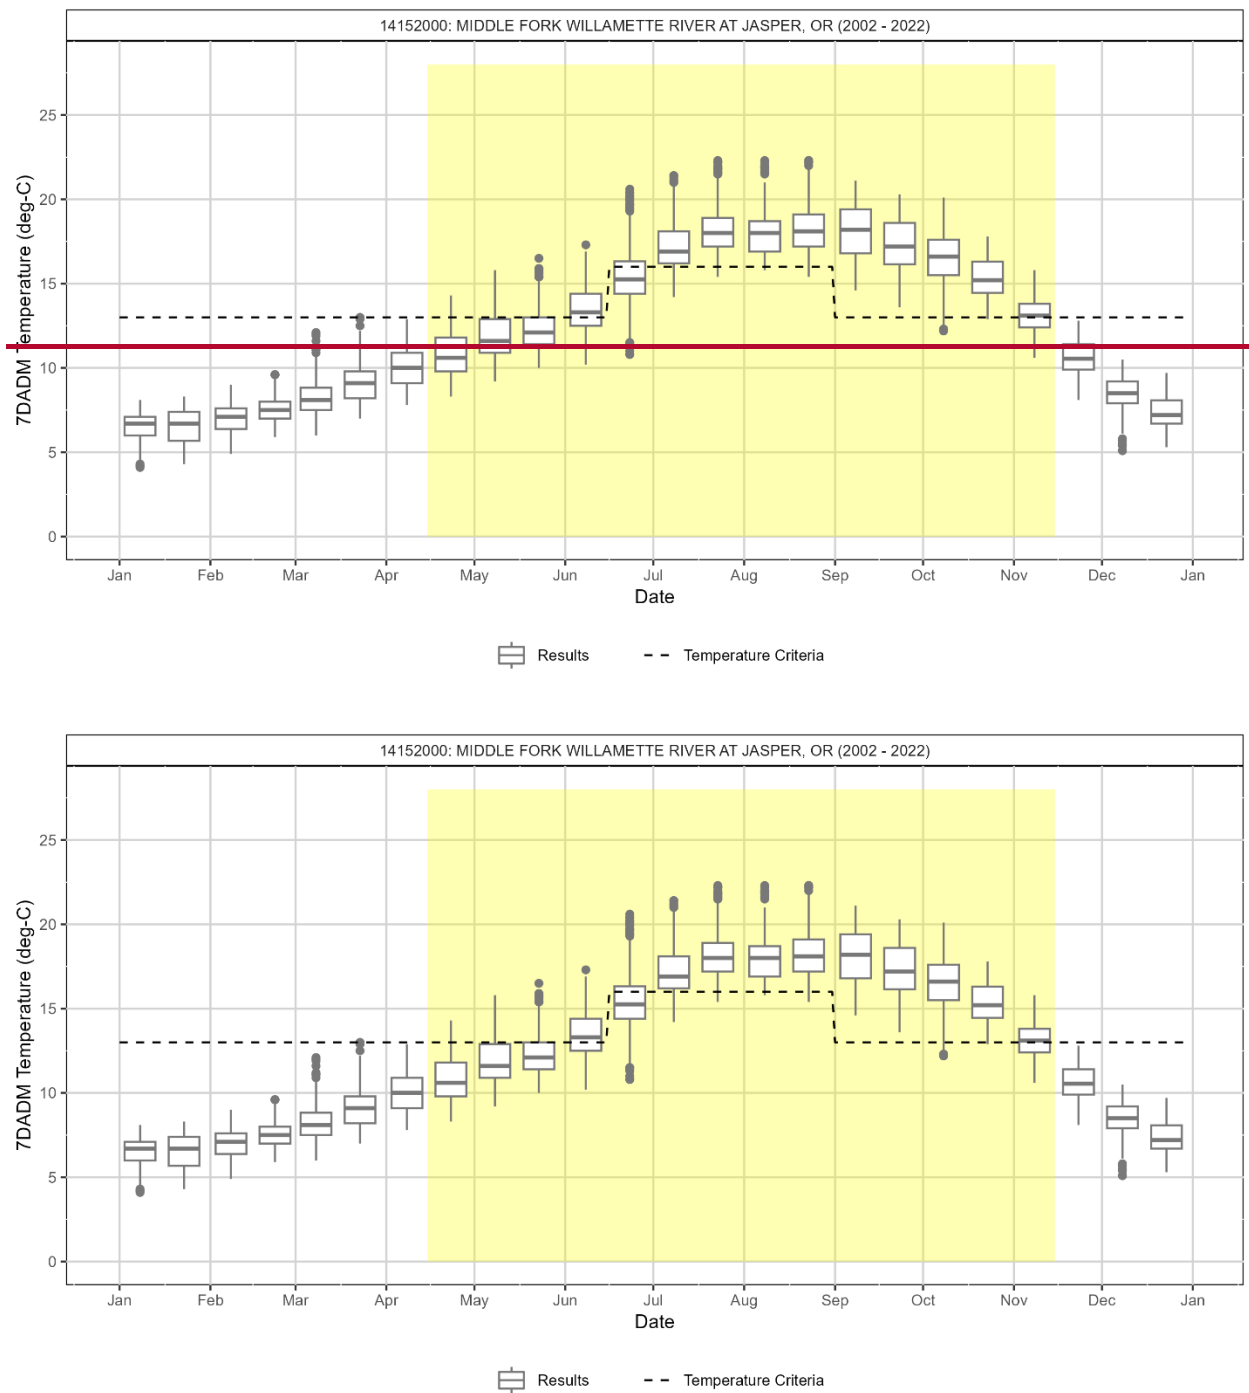 14152000: MIDDLE FORK WILLAMETTE RIVER AT JASPER, OR (2002 - 2022)
25
20
15
10
5
0
7DADM Temperature (deg-C)
Jan Feb Mar Apr May Jun Jul Aug Sep Oct Nov Dec Jan
Date
Results Temperature Criteria
14152000: MIDDLE FORK WILLAMETTE RIVER AT JASPER, OR (2002 - 2022)
25
20
15
10
5
0
7DADM Temperature (deg-C)
Jan Feb Mar Apr May Jun Jul Aug Sep Oct Nov Dec Jan
Date
Results Temperature Criteria